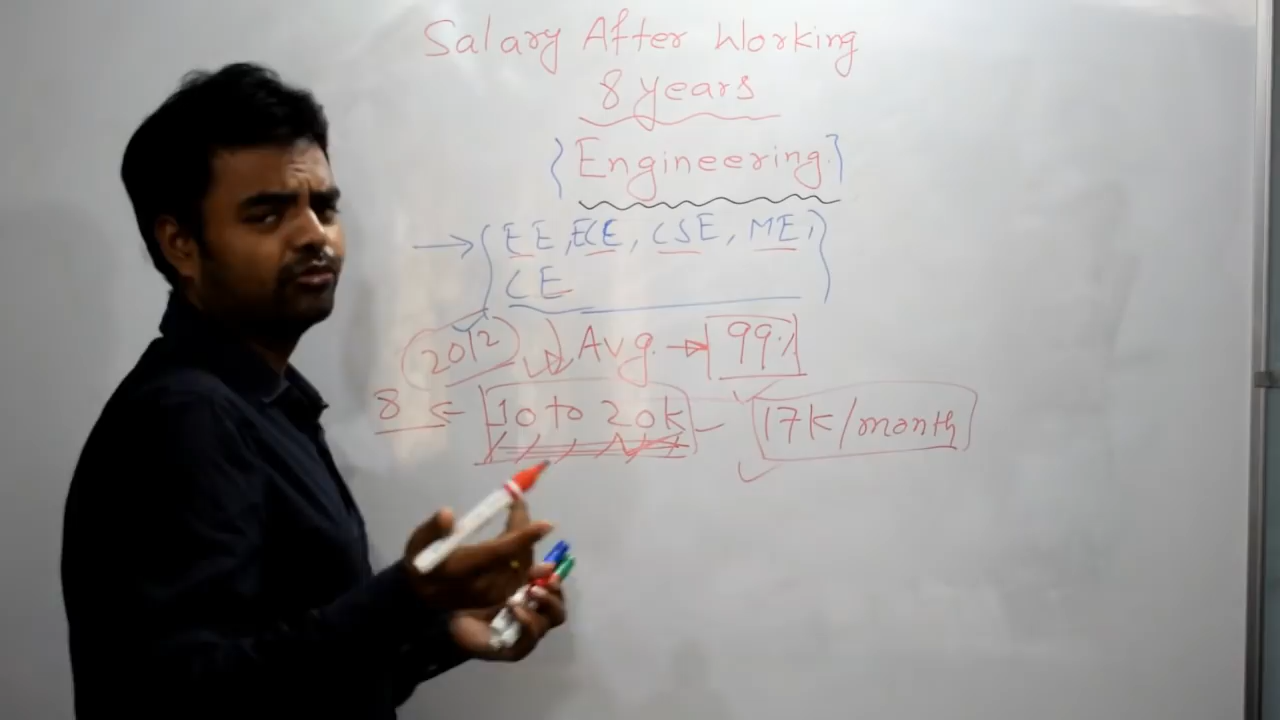 Salary After Working
8 years
{Engineering}
→ {EE, ECE, CSE, ME,
CE}
2012 Avg. → 99%
8 ← 10 to 20k - 17K/month